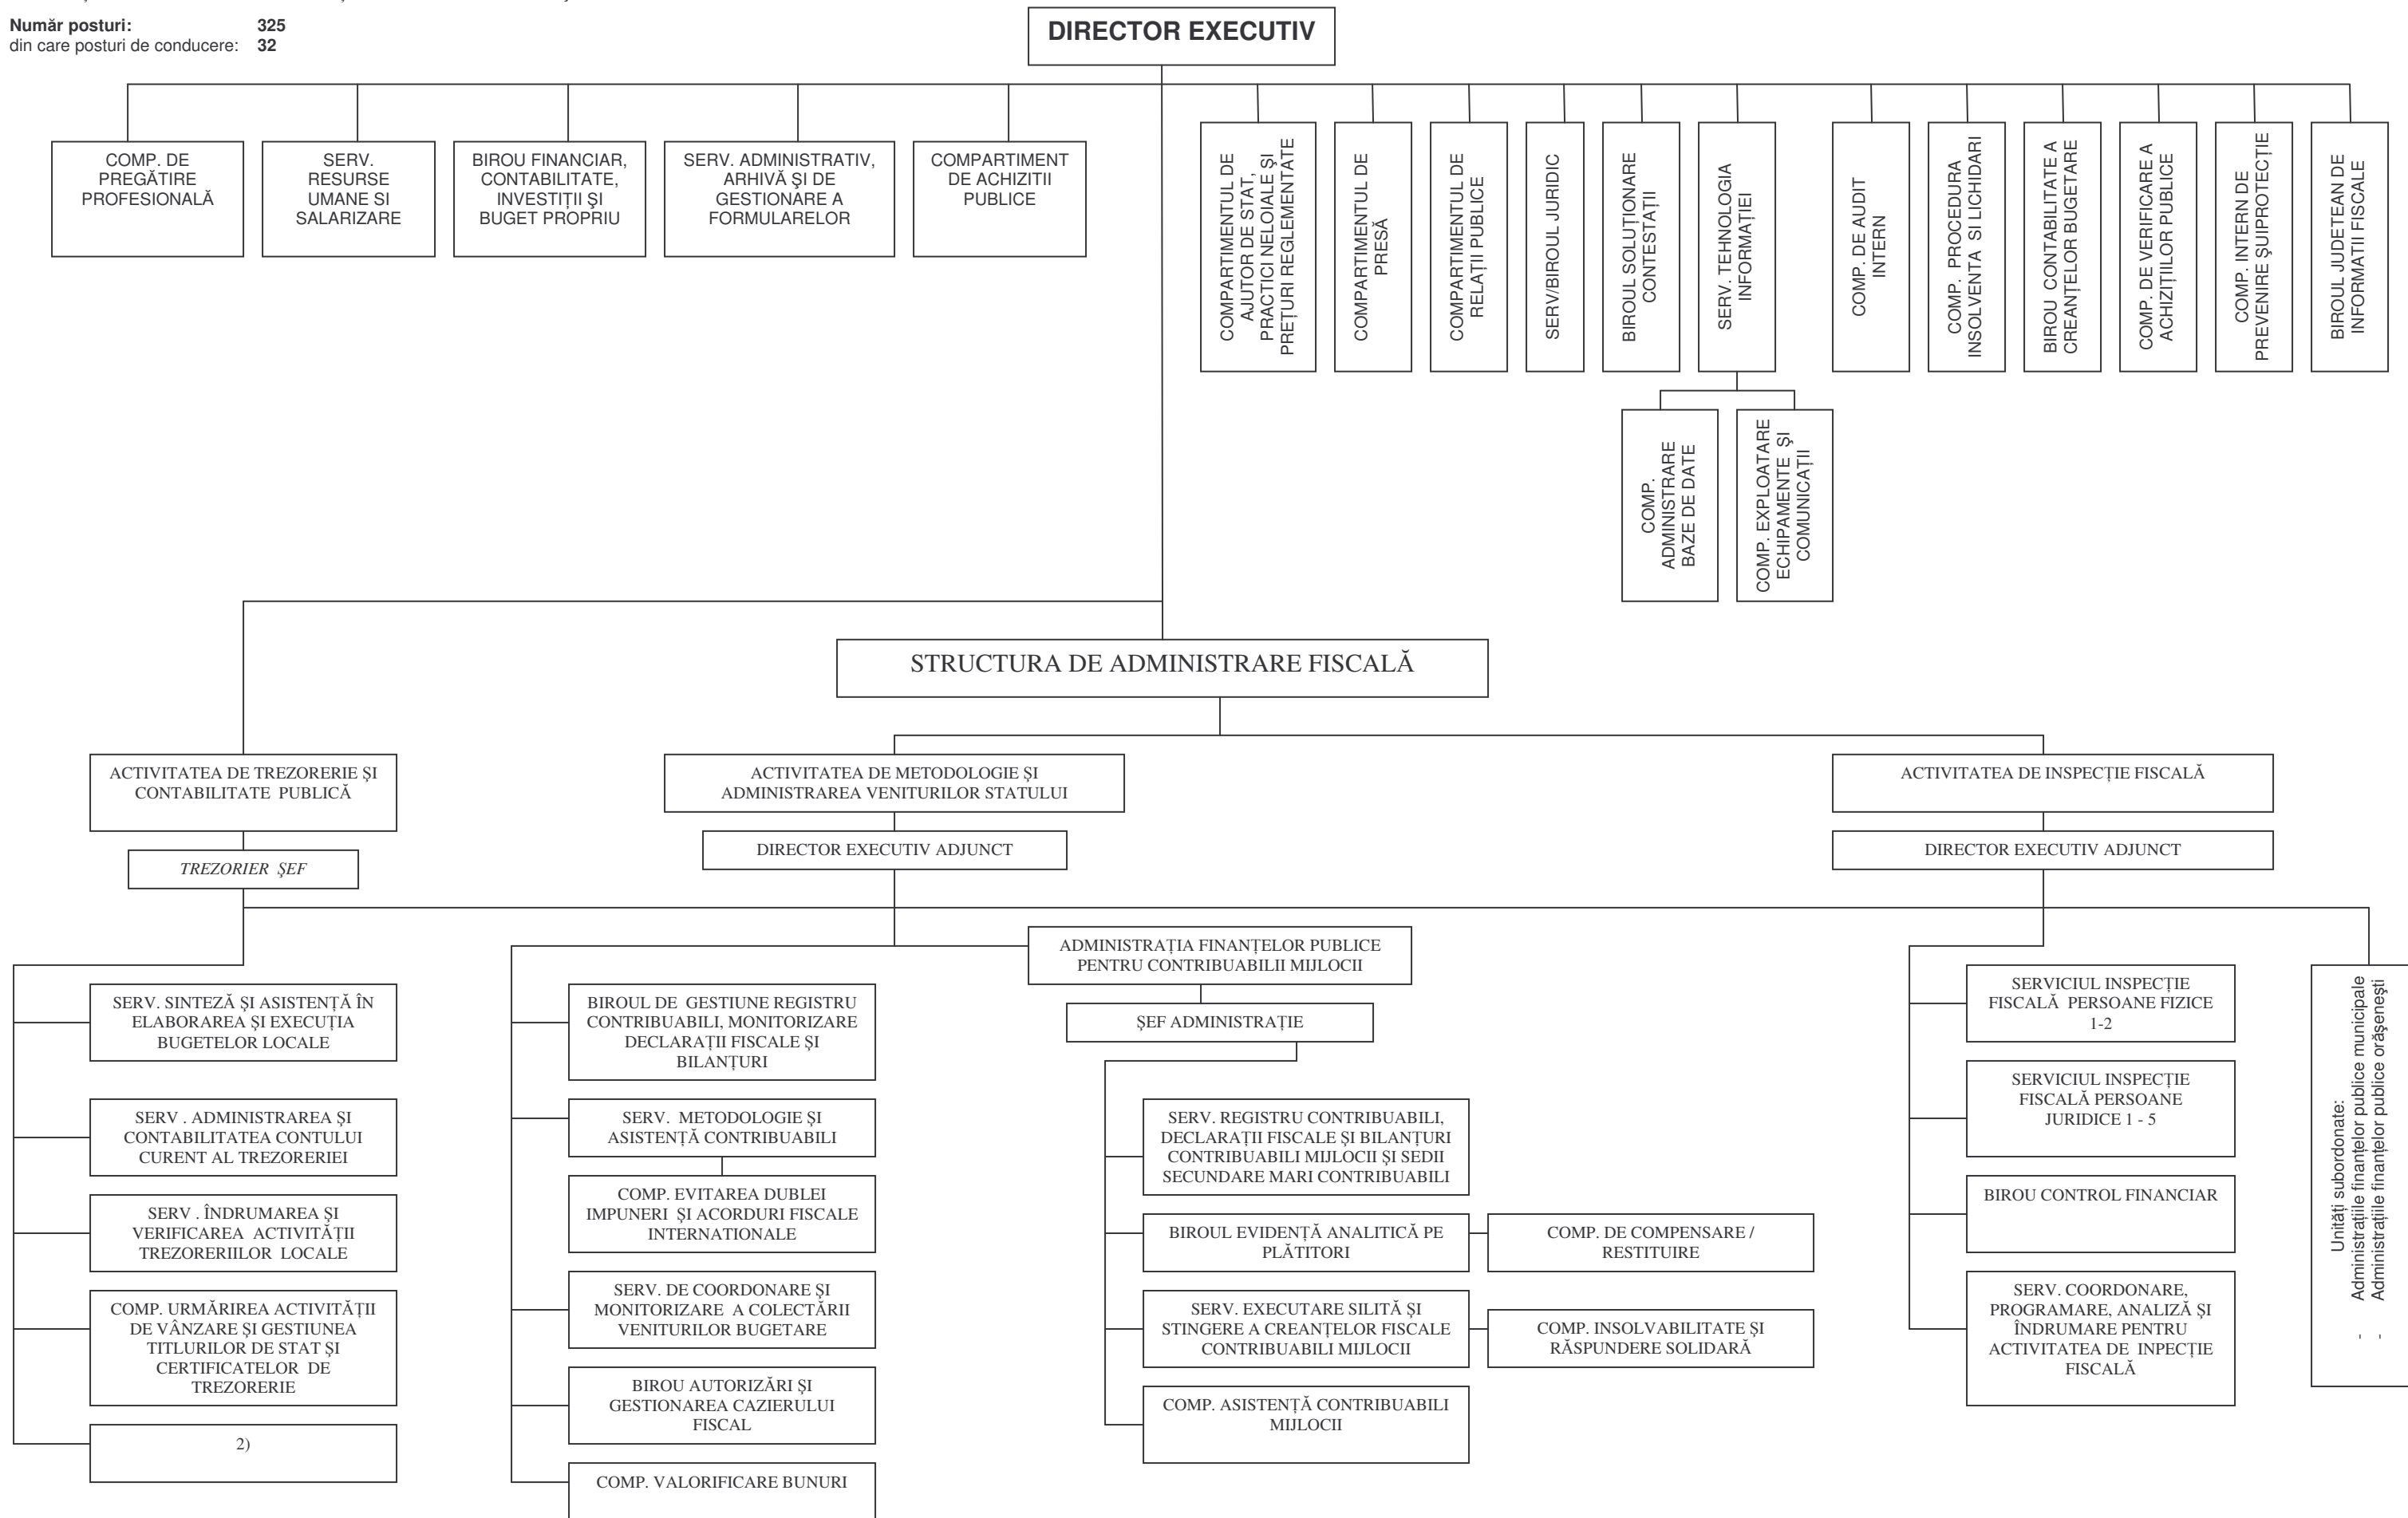 Număr posturi: 325
din care posturi de conducere: 32
DIRECTOR EXECUTIV
COMP. DE
PREGĂTIRE
PROFESIONALĂ
SERV.
RESURSE
UMANE SI
SALARIZARE
BIROU FINANCIAR,
CONTABILITATE,
INVESTIȚII ŞI
BUGET PROPRIU
SERV. ADMINISTRATIV,
ARHIVĂ ŞI DE
GESTIONARE A
FORMULARELOR
COMPARTIMENT
DE ACHIZITII
PUBLICE
COMPARTIMENTUL DE
AJUTOR DE STAT,
PRACTICI NELOIALE ŞI
PREȚURI REGLEMENTATE
COMPARTIMENTUL DE
PRESĂ
COMPARTIMENTUL DE
RELAȚII PUBLICE
SERV/BIROUL JURIDIC
BIROUL SOLUȚIONARE
CONTESTAȚII
SERV. TEHNOLOGIA
INFORMAȚIEI
COMP. DE AUDIT
INTERN
COMP. PROCEDURA
INSOLVENTA SI LICHIDARI
BIROU CONTABILITATE A
CREANȚELOR BUGETARE
COMP. DE VERIFICARE A
ACHIZIȚIILOR PUBLICE
COMP. INTERN DE
PREVENIRE ŞUIPROTECȚIE
BIROUL JUDETEAN DE
INFORMATII FISCALE
COMP.
ADMINISTRARE
BAZE DE DATE
COMP. EXPLOATARE
ECHIPAMENTE ŞI
COMUNICAȚII
STRUCTURA DE ADMINISTRARE FISCALĂ
ACTIVITATEA DE TREZORERIE ȘI
CONTABILITATE PUBLICĂ
TREZORIER ȘEF
ACTIVITATEA DE METODOLOGIE ȘI
ADMINISTRAREA VENITURILOR STATULUI
DIRECTOR EXECUTIV ADJUNCT
ACTIVITATEA DE INSPECȚIE FISCALĂ
DIRECTOR EXECUTIV ADJUNCT
SERV. SINTEZĂ ȘI ASISTENȚĂ ÎN
ELABORAREA ȘI EXECUȚIA
BUGETELOR LOCALE
SERV . ADMINISTRAREA ȘI
CONTABILITATEA CONTULUI
CURENT AL TREZORERIEI
SERV . ÎNDRUMAREA ȘI
VERIFICAREA ACTIVITĂȚII
TREZORERIILOR LOCALE
COMP. URMĂRIREA ACTIVITĂȚII
DE VÂNZARE ȘI GESTIUNEA
TITLURILOR DE STAT ȘI
CERTIFICATELOR DE
TREZORERIE
2)
BIROUL DE GESTIUNE REGISTRU
CONTRIBUABILI, MONITORIZARE
DECLARAȚII FISCALE ȘI
BILANȚURI
SERV. METODOLOGIE ȘI
ASISTENȚĂ CONTRIBUABILI
COMP. EVITAREA DUBLEI
IMPUNERI ȘI ACORDURI FISCALE
INTERNATIONALE
SERV. DE COORDONARE ȘI
MONITORIZARE A COLECTĂRII
VENITURILOR BUGETARE
BIROU AUTORIZĂRI ȘI
GESTIONAREA CAZIERULUI
FISCAL
COMP. VALORIFICARE BUNURI
ADMINISTRAȚIA FINANȚELOR PUBLICE
PENTRU CONTRIBUABILII MIJLOCII
ȘEF ADMINISTRAȚIE
SERV. REGISTRU CONTRIBUABILI,
DECLARAȚII FISCALE ȘI BILANȚURI
CONTRIBUABILI MIJLOCII ȘI SEDII
SECUNDARE MARI CONTRIBUABILI
BIROUL EVIDENȚĂ ANALITICĂ PE
PLĂTITORI
COMP. DE COMPENSARE /
RESTITUIRE
SERV. EXECUTARE SILITĂ ȘI
STINGERE A CREANȚELOR FISCALE
CONTRIBUABILI MIJLOCII
COMP. INSOLVABILITATE ȘI
RĂSPUNDERE SOLIDARĂ
COMP. ASISTENȚĂ CONTRIBUABILI
MIJLOCII
SERVICIUL INSPECȚIE
FISCALĂ PERSOANE FIZICE
1-2
SERVICIUL INSPECȚIE
FISCALĂ PERSOANE
JURIDICE 1 - 5
BIROU CONTROL FINANCIAR
SERV. COORDONARE,
PROGRAMARE, ANALIZĂ ȘI
ÎNDRUMARE PENTRU
ACTIVITATEA DE INPECȚIE
FISCALĂ
Unități subordonate:
- Administrațiile finanțelor publice municipale
- Administrațiile finanțelor publice orăşeneşti